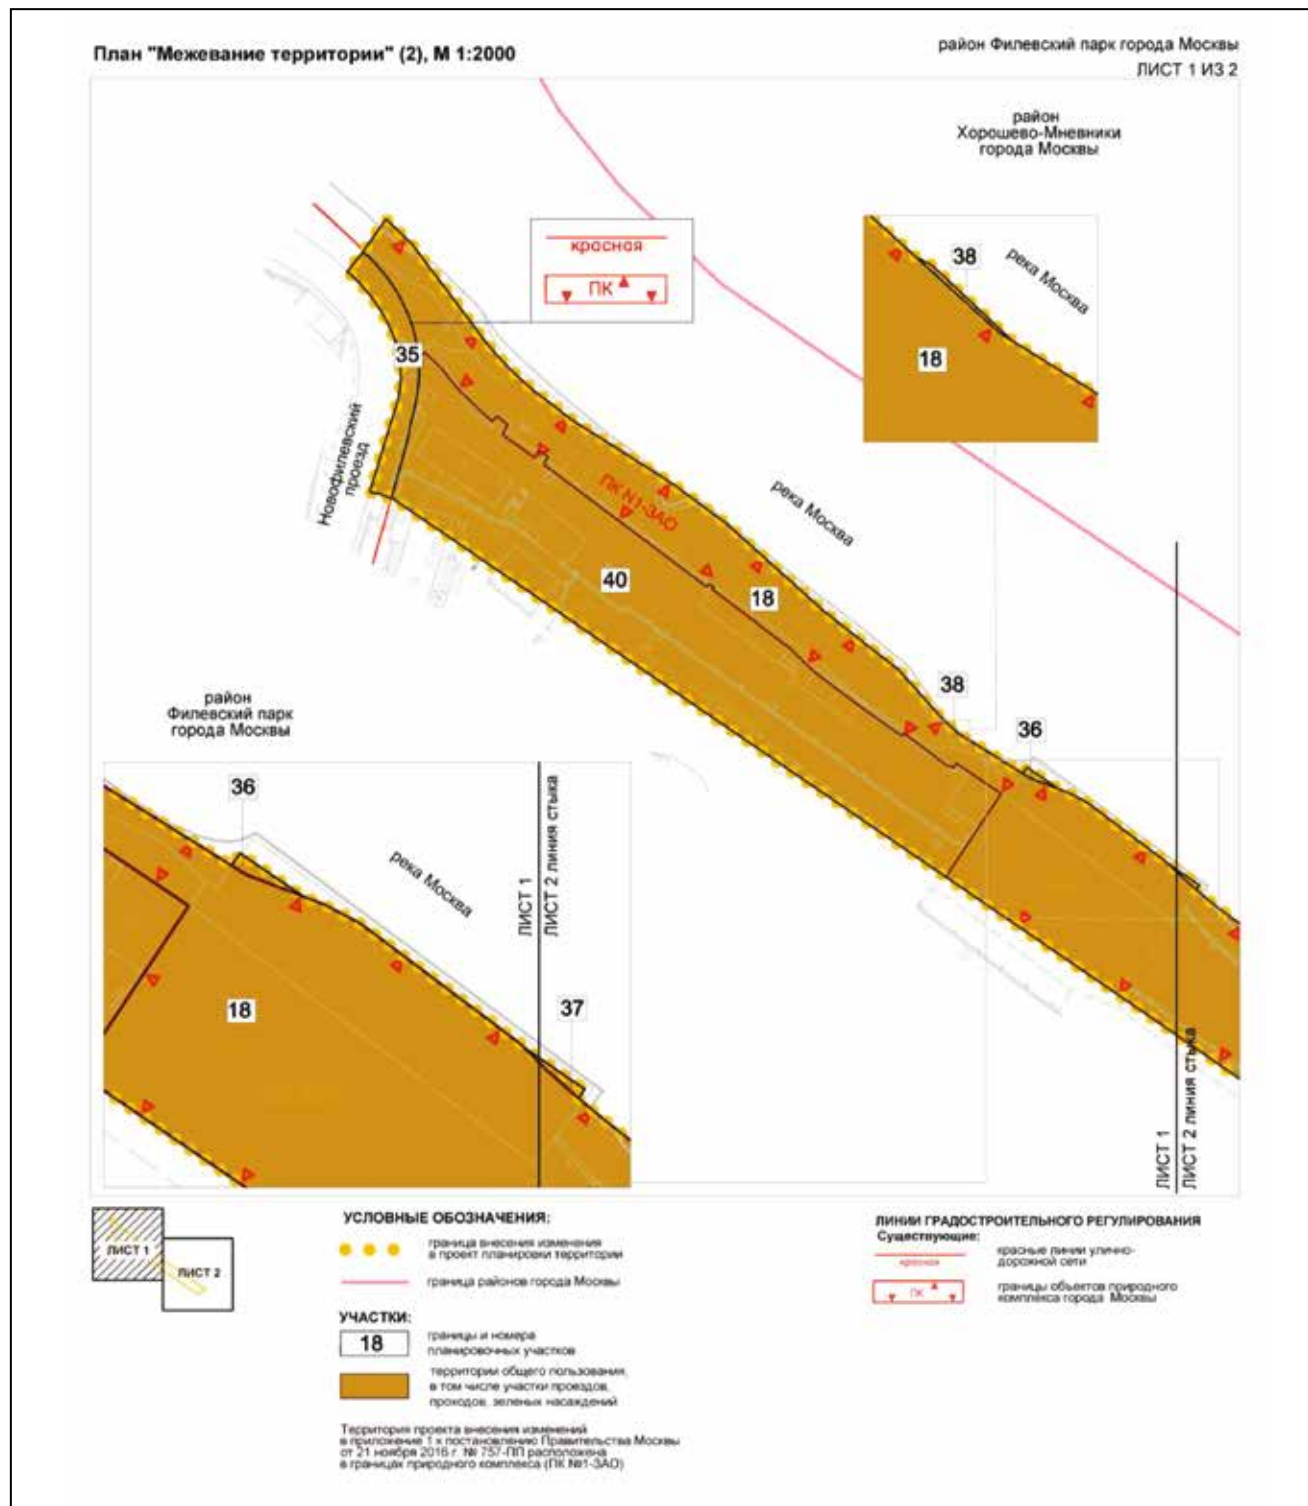 План "Межевание территории" (2), М 1:2000
район Филевский парк города Москвы
ЛИСТ 1 ИЗ 2
район
Хорошево-Мневники
города Москвы
красная
ПК
38
река Москва
18
35
Новофилевский
проезд
ПК N1-ЗАО
река Москва
40
18
38
36
район
Филевский парк
города Москвы
36
река Москва
ЛИСТ 1
ЛИСТ 2 линия стыка
18
37
ЛИСТ 1
ЛИСТ 2 линия стыка
ЛИСТ 1
ЛИСТ 2
УСЛОВНЫЕ ОБОЗНАЧЕНИЯ:
граница внесения изменения
в проект планировки территории
граница районов города Москвы
УЧАСТКИ:
18
границы и номера
планировочных участков
территории общего пользования,
в том числе участки проездов,
проходов, зеленых насаждений
Территория проекта внесения изменений
в приложение 1 к постановлению Правительства Москвы
от 21 ноября 2016 г. № 757-ПП расположена
в границах природного комплекса (ПК №1-ЗАО)
ЛИНИИ ГРАДОСТРОИТЕЛЬНОГО РЕГУЛИРОВАНИЯ
Существующие:
красная
красные линии улично-
дорожной сети
ПК
границы объектов природного
комплекса города Москвы